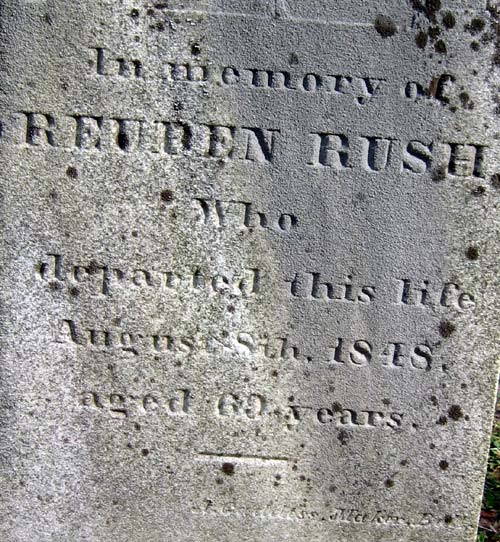 In memory of
REUBEN RUSH
Who
departed this life
August 8th, 1848,
aged 69 years.